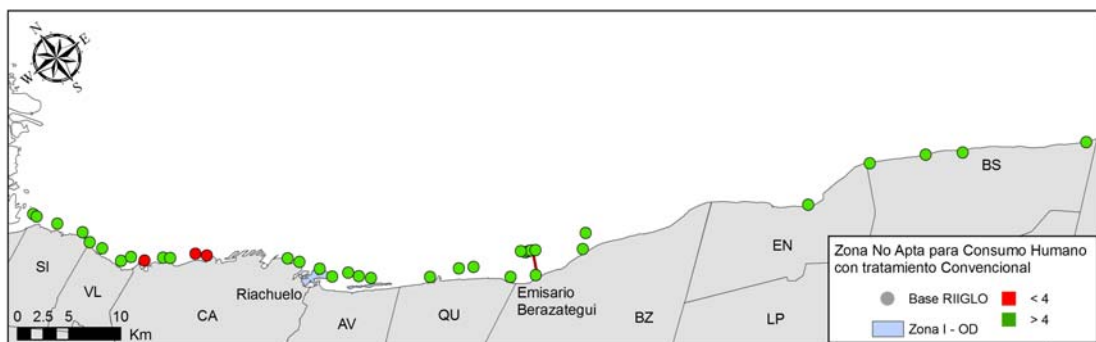 N
E
S
W
SI
VL
CA
Riachuelo
AV
QU
Emisario
Berazategui
BZ
EN
LP
BS
0 2.5 5 10
Km
Zona No Apta para Consumo Humano
con tratamiento Convencional
Base RIIGLO
< 4
Zona I - OD
> 4